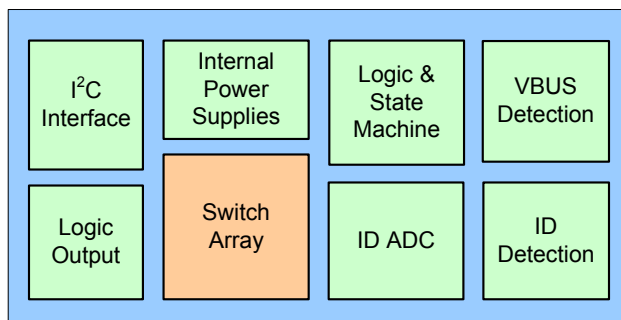 I²C
Interface
Internal
Power
Supplies
Logic &
State
Machine
VBUS
Detection
Logic
Output
Switch
Array
ID ADC
ID
Detection